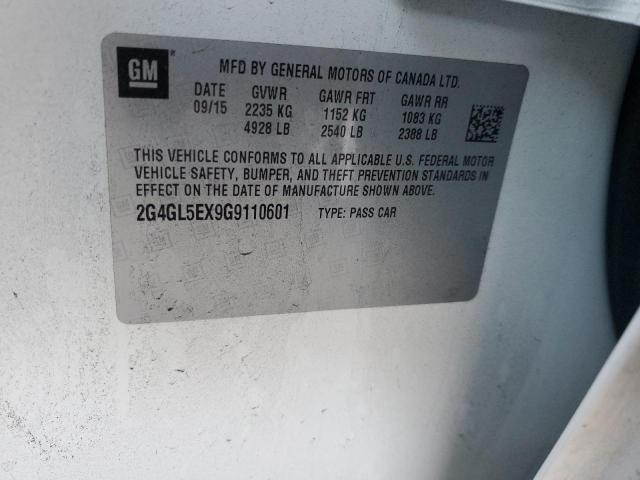 GM ®
MFD BY GENERAL MOTORS OF CANADA LTD.
DATE GVWR GAWR FRT GAWR RR
09/15 2235 KG 1152 KG 1083 KG
4928 LB 2540 LB 2388 LB
THIS VEHICLE CONFORMS TO ALL APPLICABLE U.S. FEDERAL MOTOR
VEHICLE SAFETY, BUMPER, AND THEFT PREVENTION STANDARDS IN
EFFECT ON THE DATE OF MANUFACTURE SHOWN ABOVE.
2G4GL5EX9G9110601 TYPE: PASS CAR